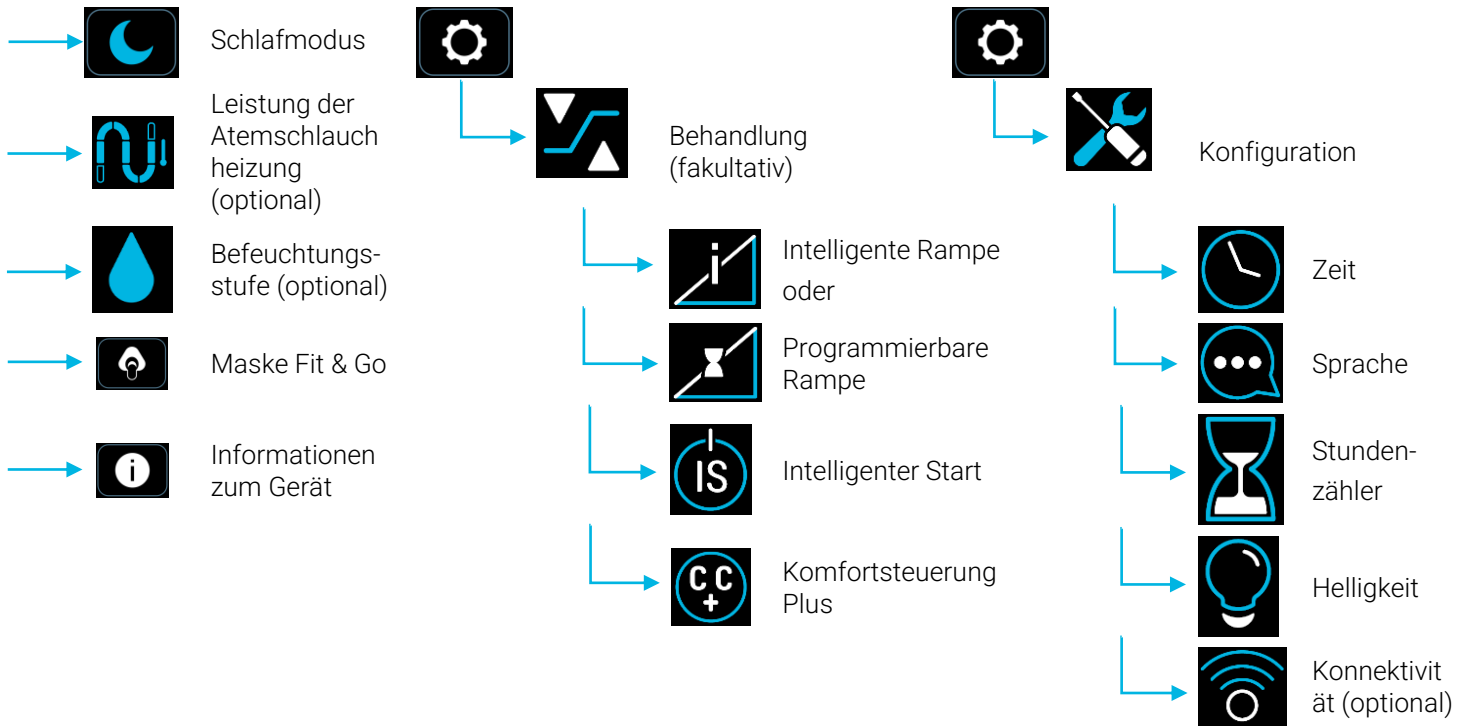 Schlafmodus
Leistung der
Atemschlauch
heizung
(optional)
Befeuchtungs-
stufe (optional)
Maske Fit & Go
i
Informationen
zum Gerät
Behandlung
(fakultativ)
i
Intelligente Rampe
oder
Programmierbare
Rampe
IS
Intelligenter Start
CC
+
Komfortsteuerung
Plus
Konfiguration
Zeit
Sprache
Stunden-
zähler
Helligkeit
Konnektivit
ät (optional)